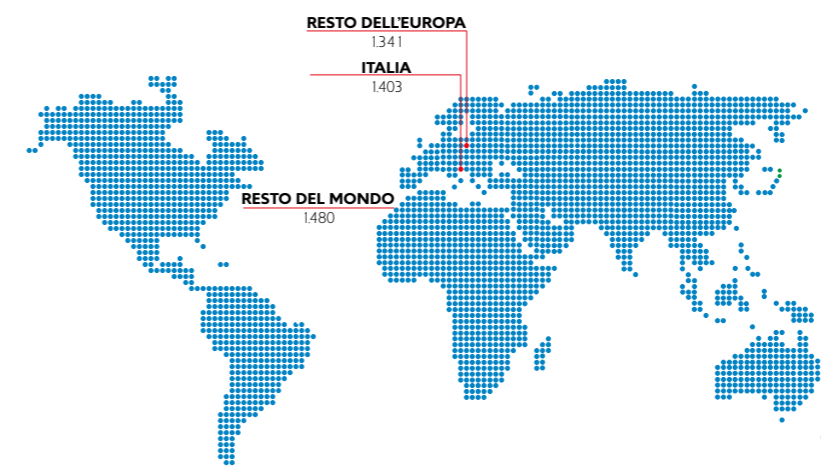 RESTO DELL'EUROPA
1.341
ITALIA
1.403
RESTO DEL MONDO
1.480